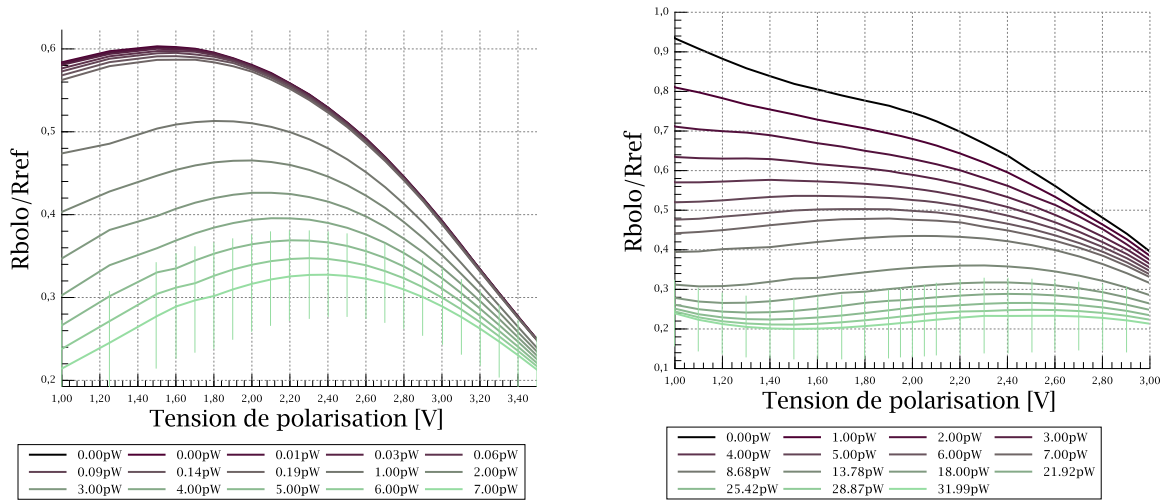 Rbolo/Rref
0,6
0,5
0,4
0,3
0,2
1,00 1,20 1,40 1,60 1,80 2,00 2,20 2,40 2,60 2,80 3,00 3,20 3,40
Tension de polarisation [V]
0.00pW 0.00pW 0.01pW 0.03pW 0.06pW
0.09pW 0.14pW 0.19pW 1.00pW 2.00pW
3.00pW 4.00pW 5.00pW 6.00pW 7.00pW
Rbolo/Rref
1,0
0,9
0,8
0,7
0,6
0,5
0,4
0,3
0,2
0,1
1,00 1,20 1,40 1,60 1,80 2,00 2,20 2,40 2,60 2,80 3,00
Tension de polarisation [V]
0.00pW 1.00pW 2.00pW 3.00pW
4.00pW 5.00pW 6.00pW 7.00pW
8.68pW 13.78pW 18.00pW 21.92pW
25.42pW 28.87pW 31.99pW